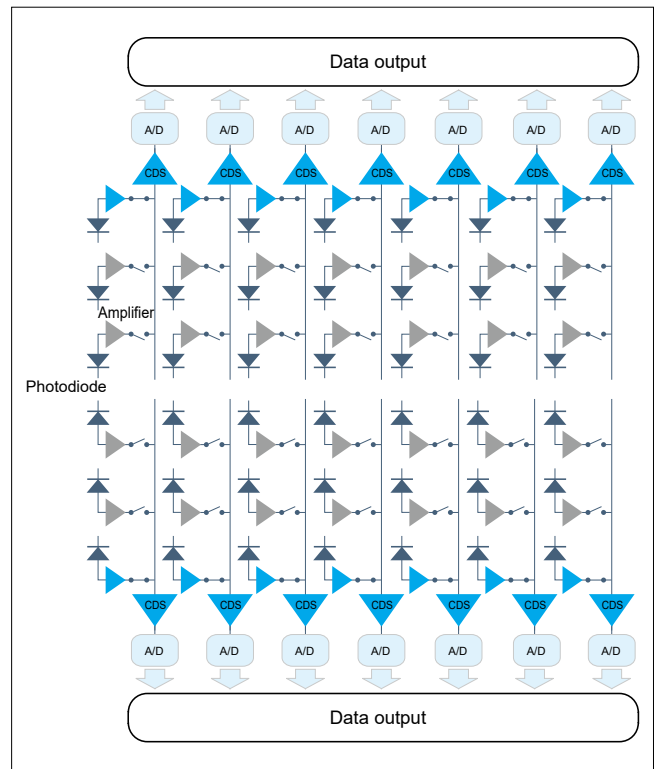 Data output
A/D A/D A/D A/D A/D A/D A/D
CDS CDS CDS CDS CDS CDS CDS
Amplifier
Photodiode
CDS CDS CDS CDS CDS CDS CDS
A/D A/D A/D A/D A/D A/D A/D
Data output